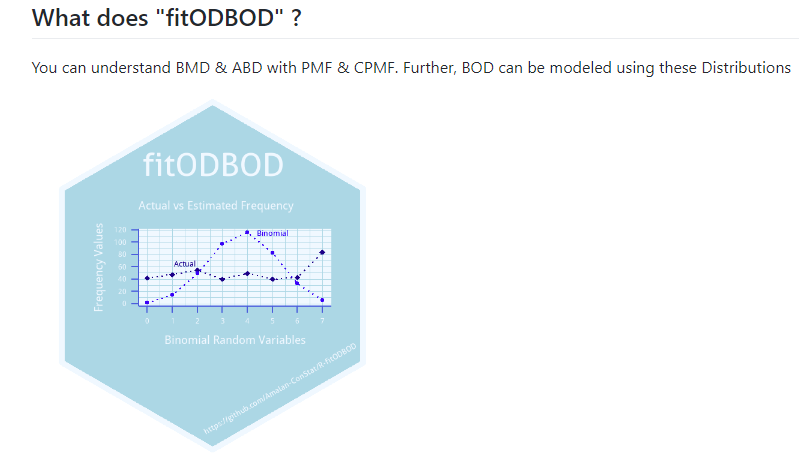 What does "fitODBOD" ?
You can understand BMD & ABD with PMF & CPMF. Further, BOD can be modeled using these Distributions
fitODBOD
Actual vs Estimated Frequency
Frequency Values
120
100
80
60
40
20
0
Binomial
Actual
0 1 2 3 4 5 6 7
Binomial Random Variables
https://github.com/Amalan-ConStat/R-fitODBOD